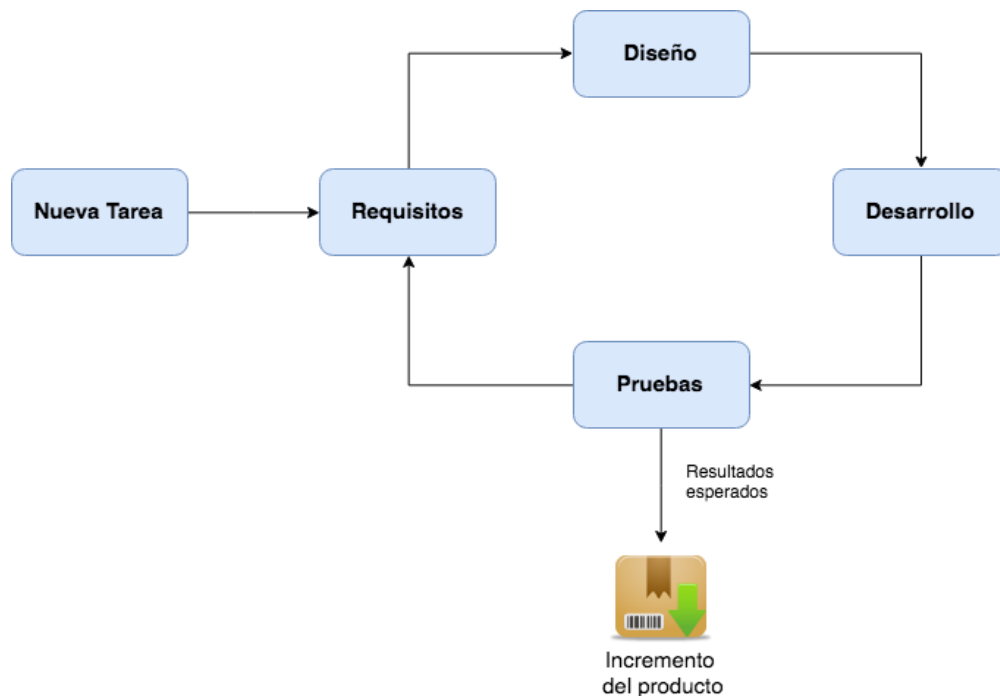 Diseño
Nueva Tarea
Requisitos
Desarrollo
Pruebas
Resultados
esperados
Incremento
del producto